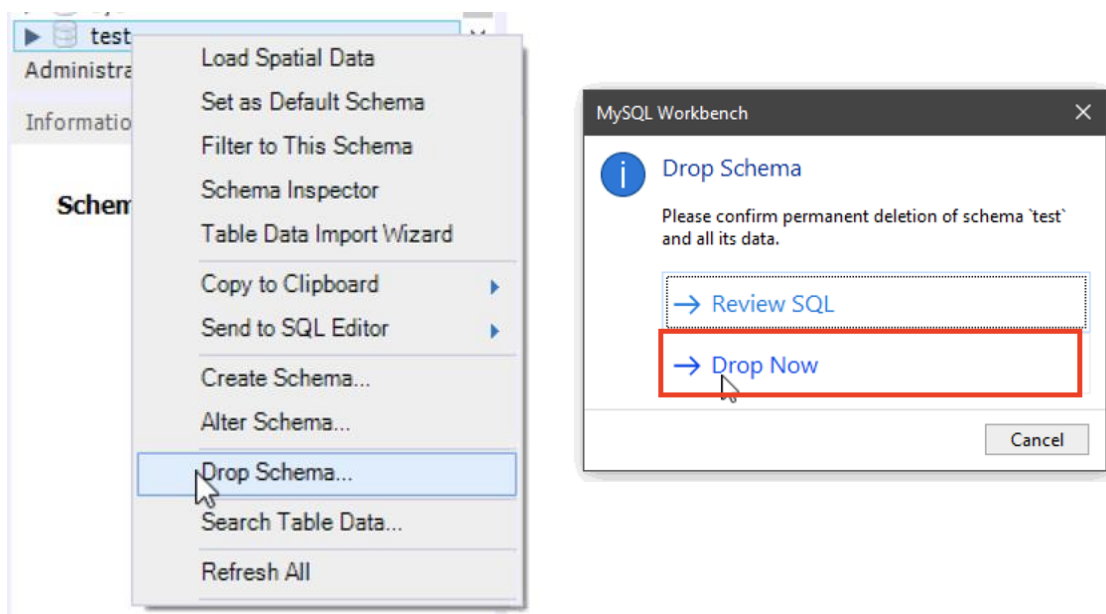 test
Administra
Informatio
Schem
Load Spatial Data
Set as Default Schema
Filter to This Schema
Schema Inspector
Table Data Import Wizard
Copy to Clipboard
Send to SQL Editor
Create Schema...
Alter Schema...
Drop Schema...
Search Table Data...
Refresh All
MySQL Workbench
Drop Schema
Please confirm permanent deletion of schema `test`
and all its data.
→ Review SQL
→ Drop Now
Cancel